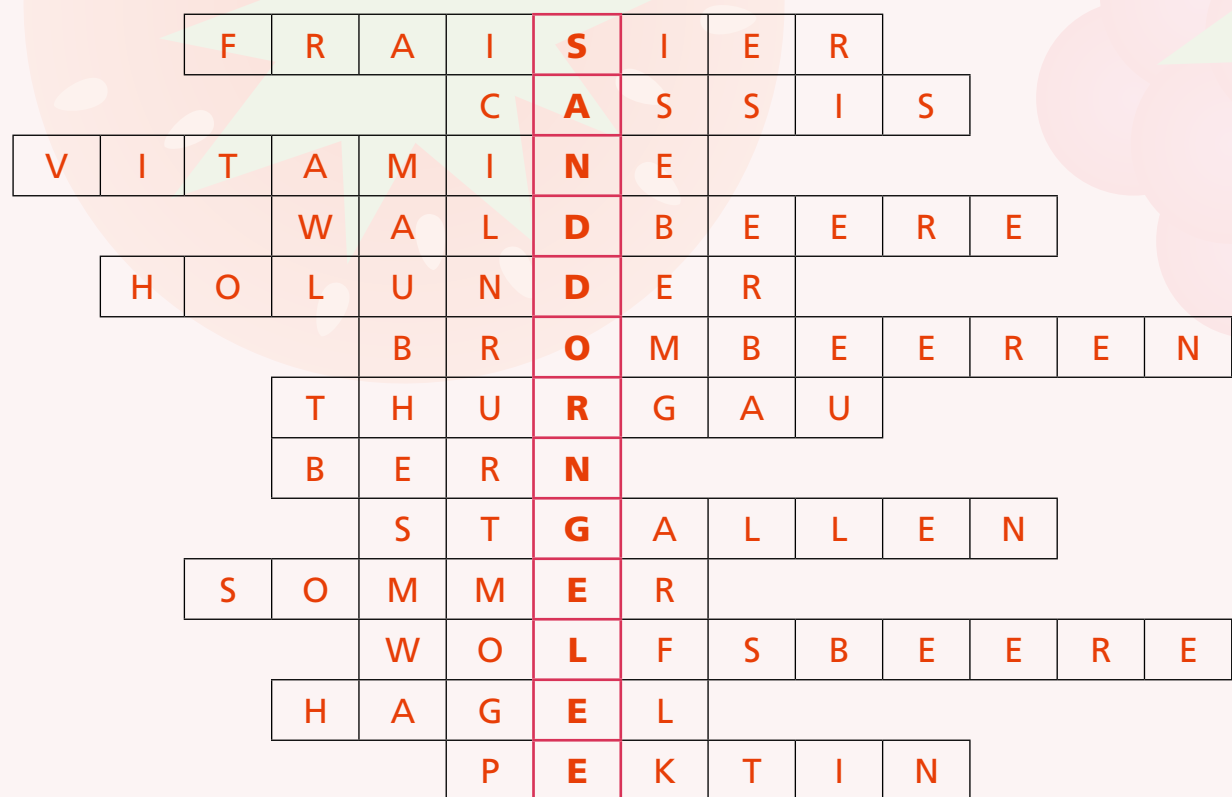 FRAISIER
CASSIS
VITAMINE
WALDBEERE
HOLUNDER
BROMBEEREN
THURGAU
BERN
STGALLEN
SOMMER
WOLFSBEERE
HAGEL
PEKTIN